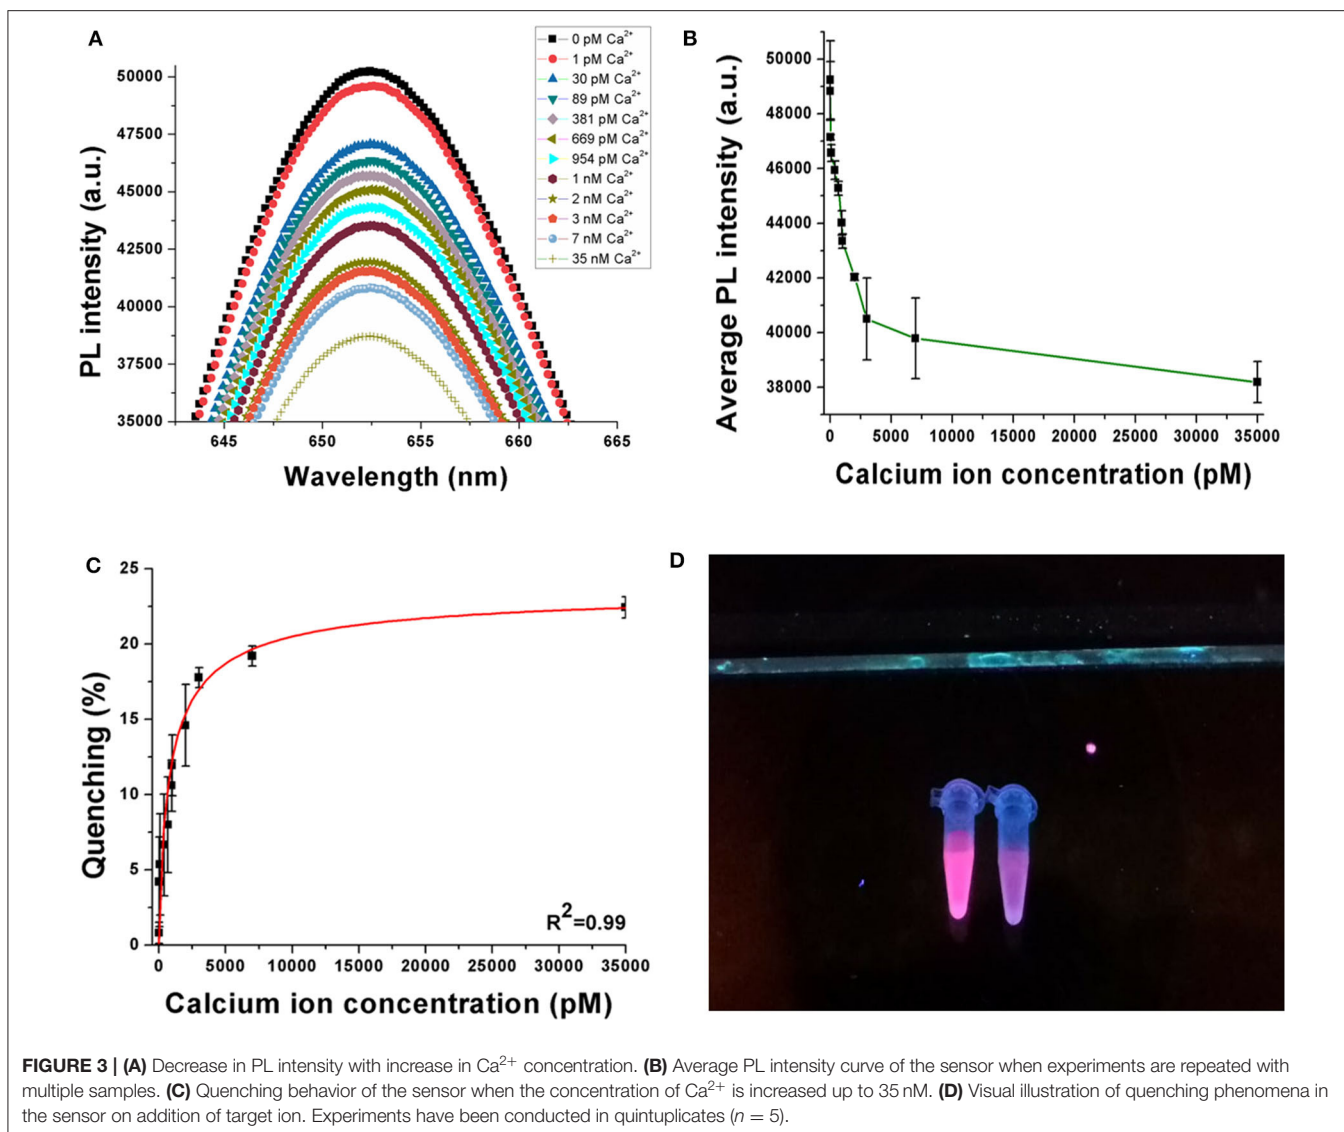 A
PL intensity (a.u.)
50000
47500
45000
42500
40000
37500
35000
645
650
655
660
665
Wavelength (nm)
0 pM Ca²⁺
1 pM Ca²⁺
30 pM Ca²⁺
89 pM Ca²⁺
381 pM Ca²⁺
669 pM Ca²⁺
954 pM Ca²⁺
1 nM Ca²⁺
2 nM Ca²⁺
3 nM Ca²⁺
7 nM Ca²⁺
35 nM Ca²⁺
B
Average PL intensity (a.u.)
50000
48000
46000
44000
42000
40000
38000
0
5000
10000
15000
20000
25000
30000
35000
Calcium ion concentration (pM)
C
Quenching (%)
25
20
15
10
5
0
R²=0.99
0
5000
10000
15000
20000
25000
30000
35000
Calcium ion concentration (pM)
D
FIGURE 3 | (A) Decrease in PL intensity with increase in Ca²⁺ concentration. (B) Average PL intensity curve of the sensor when experiments are repeated with
multiple samples. (C) Quenching behavior of the sensor when the concentration of Ca²⁺ is increased up to 35 nM. (D) Visual illustration of quenching phenomena in
the sensor on addition of target ion. Experiments have been conducted in quintuplicates (n = 5).